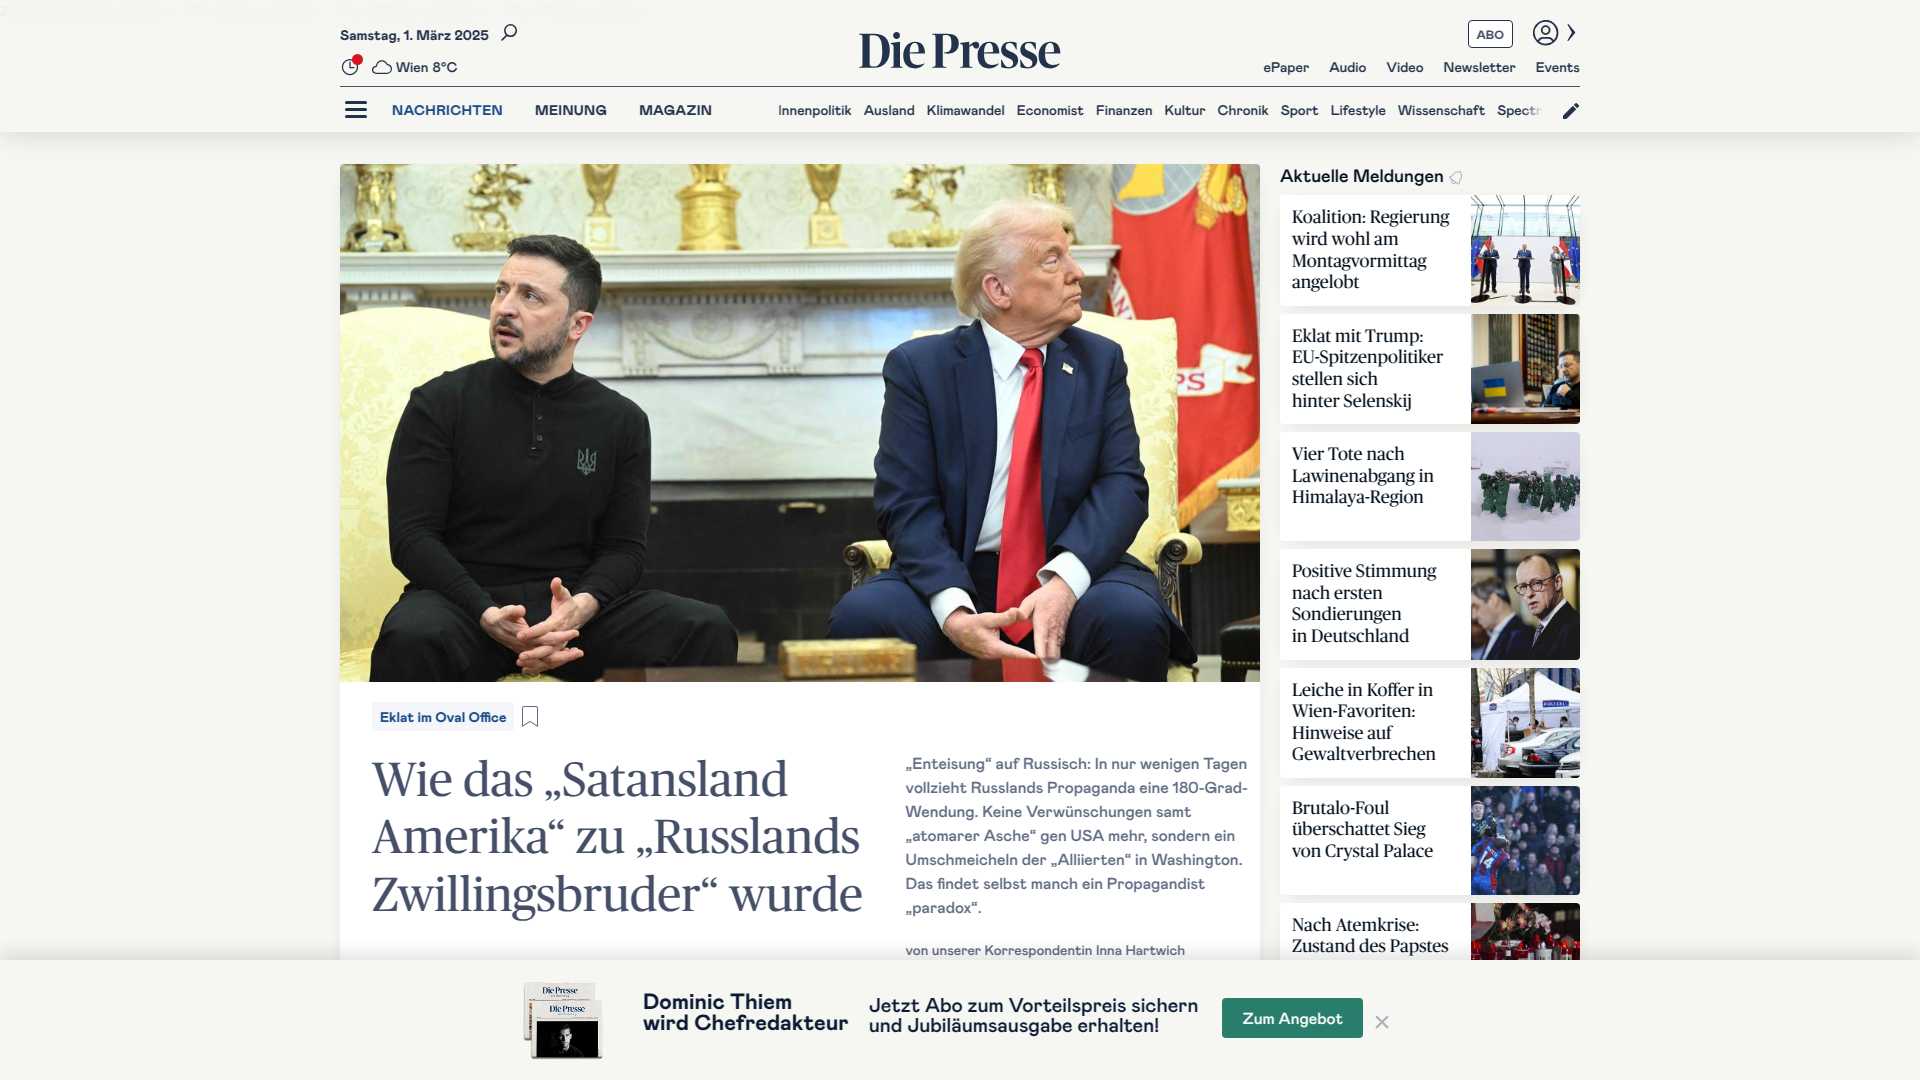 Samstag, 1. März 2025
Wien 8°C
Die Presse
ABO
ePaper Audio Video Newsletter Events
NACHRICHTEN MEINUNG MAGAZIN
Innenpolitik Ausland Klimawandel Economist Finanzen Kultur Chronik Sport Lifestyle Wissenschaft Spectr
Eklat im Oval Office
Wie das „Satansland
Amerika“ zu „Russlands
Zwillingsbruder“ wurde
„Enteisung“ auf Russisch: In nur wenigen Tagen
vollzieht Russlands Propaganda eine 180-Grad-
Wendung. Keine Verwünschungen samt
„atomarer Asche“ gen USA mehr, sondern ein
Umschmeicheln der „Alliierten“ in Washington.
Das findet selbst manch ein Propagandist
„paradox“.
von unserer Korrespondentin Inna Hartwich
Aktuelle Meldungen
Koalition: Regierung
wird wohl am
Montagvormittag
angelobt
Eklat mit Trump:
EU-Spitzenpolitiker
stellen sich
hinter Selenskij
Vier Tote nach
Lawinenabgang in
Himalaya-Region
Positive Stimmung
nach ersten
Sondierungen
in Deutschland
Leiche in Koffer in
Wien-Favoriten:
Hinweise auf
Gewaltverbrechen
POLIZEI
Brutalo-Foul
überschattet Sieg
von Crystal Palace
14
Nach Atemkrise:
Zustand des Papstes
Die Presse
Die Presse
Dominic Thiem
wird Chefredakteur
Jetzt Abo zum Vorteilspreis sichern
und Jubiläumsausgabe erhalten!
Zum Angebot